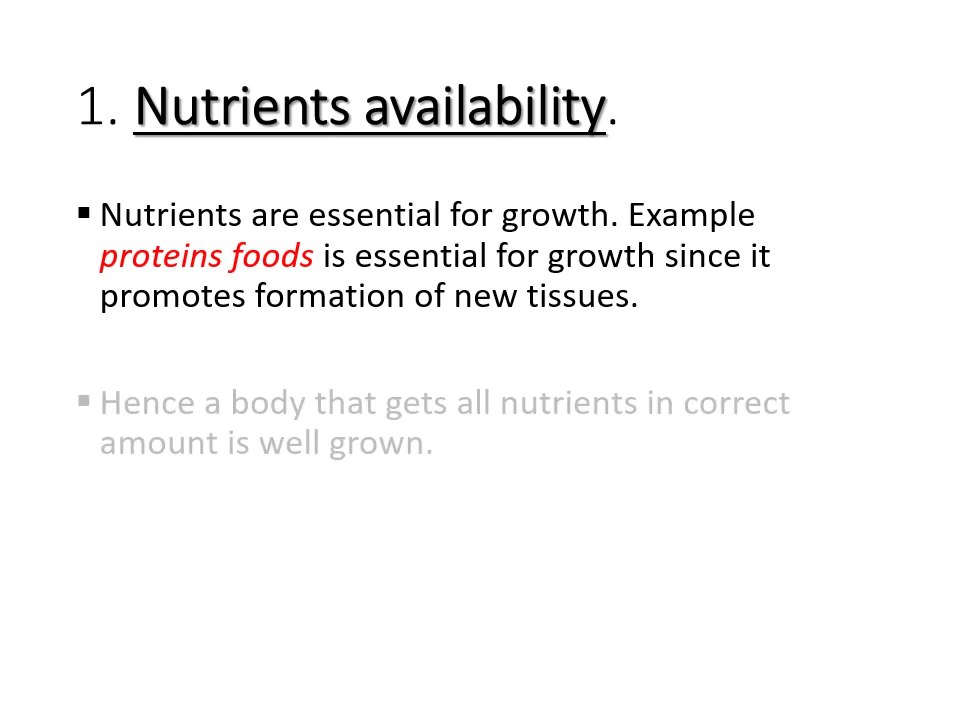 1. Nutrients availability.
▪ Nutrients are essential for growth. Example
proteins foods is essential for growth since it
promotes formation of new tissues.
▪ Hence a body that gets all nutrients in correct
amount is well grown.